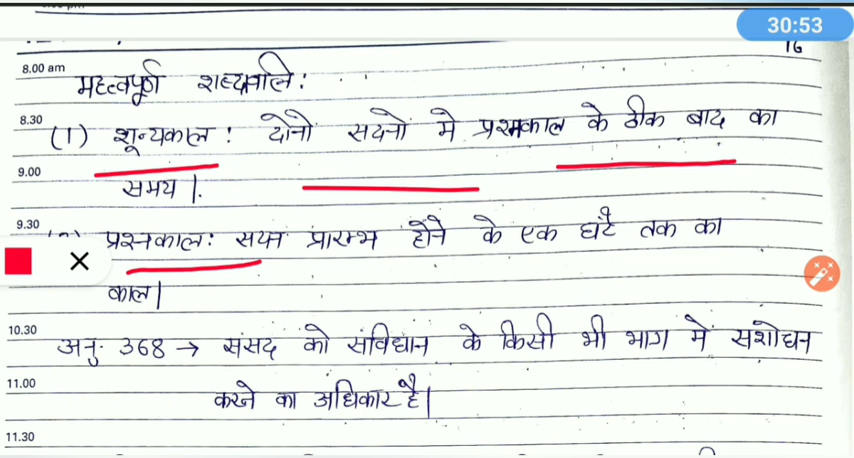 30:53
16
8.00 am
महत्वपूर्ण शब्दावलि:
8.30
(1) शून्यकाल: दोनों सदनों में प्रश्नकाल के ठीक बाद का
9.00
समय।
9.30
प्रश्नकाल: सत्र प्रारम्भ होने के एक घंटे तक का
काल।
10.30
अनु. 368 → संसद को संविधान के किसी भी भाग में संशोधन
11.00
करने का अधिकार है।
11.30